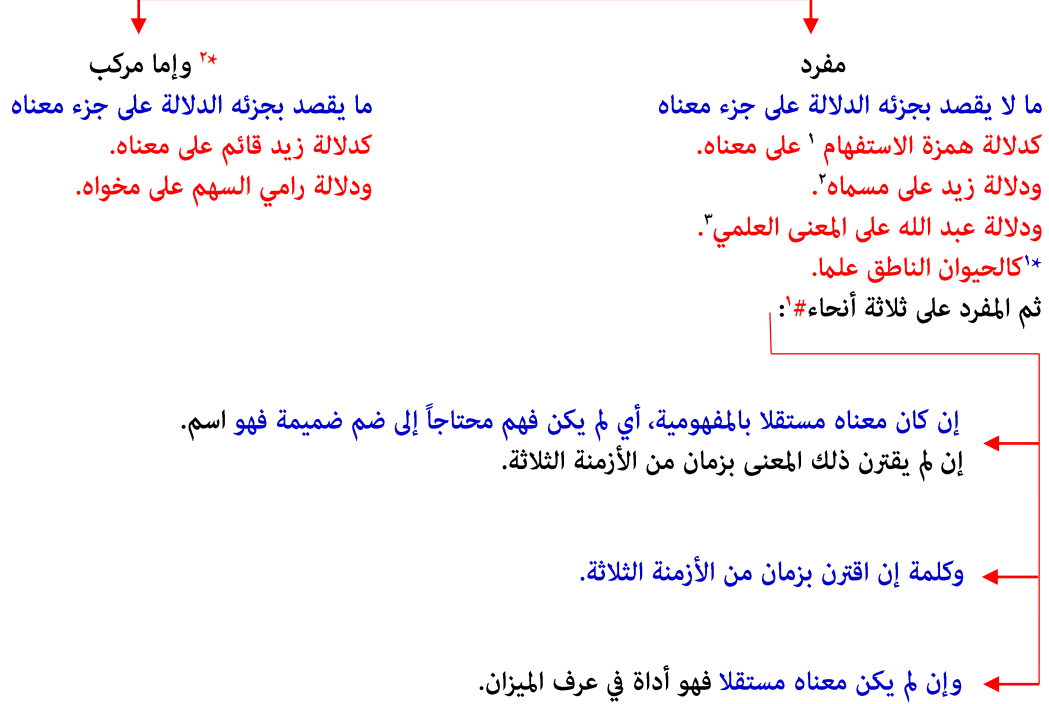 مفرد
ما لا يقصد بجزئه الدلالة على جزء معناه
كدلالة همزة الاستفهام ١ على معناه.
ودلالة زيد على مسماه٢.
ودلالة عبد الله على المعنى العلمي٣.
*١كالحيوان الناطق علما.
ثم المفرد على ثلاثة أنحاء#١:
*٢ وإما مركب
ما يقصد بجزئه الدلالة على جزء معناه
كدلالة زيد قائم على معناه.
ودلالة رامي السهم على مخواه.
إن كان معناه مستقلا بالمفهومية، أي لم يكن فهم محتاجاً إلى ضم ضميمة فهو اسم.
إن لم يقترن ذلك المعنى بزمان من الأزمنة الثلاثة.
وكلمة إن اقترن بزمان من الأزمنة الثلاثة.
وإن لم يكن معناه مستقلا فهو أداة في عرف الميزان.